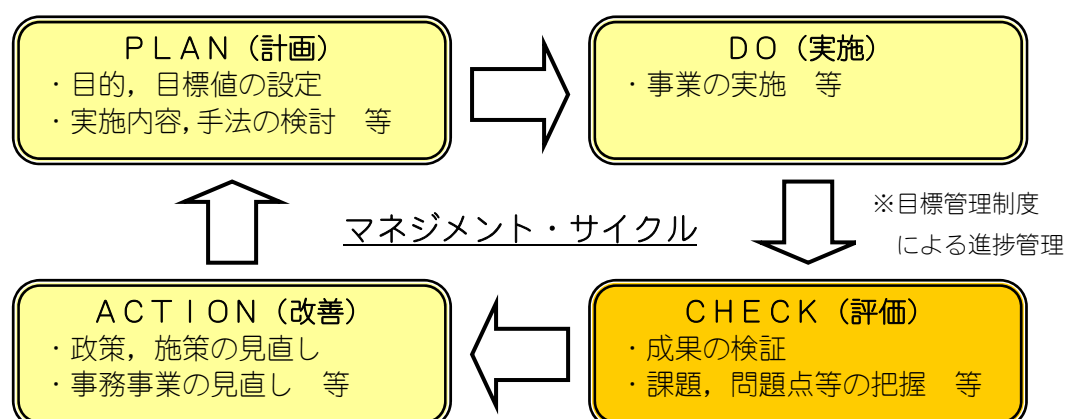 ＰＬＡＮ（計画）
・目的，目標値の設定
・実施内容，手法の検討　等
ＤＯ（実施）
・事業の実施　等
※目標管理制度
による進捗管理
マネジメント・サイクル
ＡＣＴＩＯＮ（改善）
・政策，施策の見直し
・事務事業の見直し　等
ＣＨＥＣＫ（評価）
・成果の検証
・課題，問題点等の把握　等